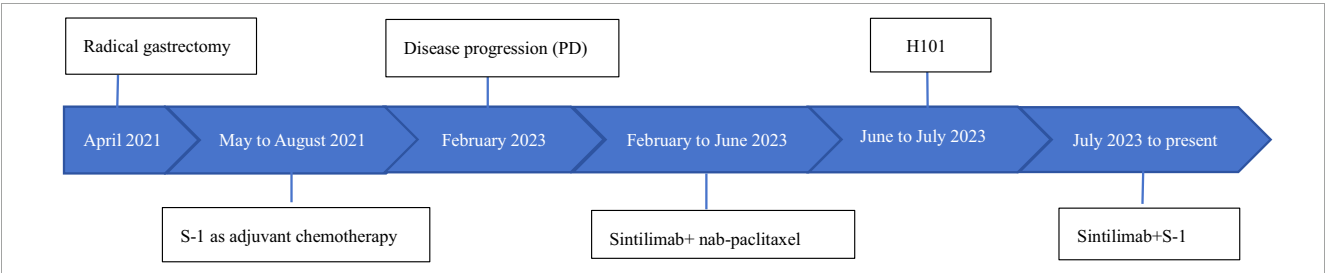 Radical gastrectomy
Disease progression (PD)
H101
April 2021
May to August 2021
February 2023
February to June 2023
June to July 2023
July 2023 to present
S-1 as adjuvant chemotherapy
Sintilimab+ nab-paclitaxel
Sintilimab+S-1